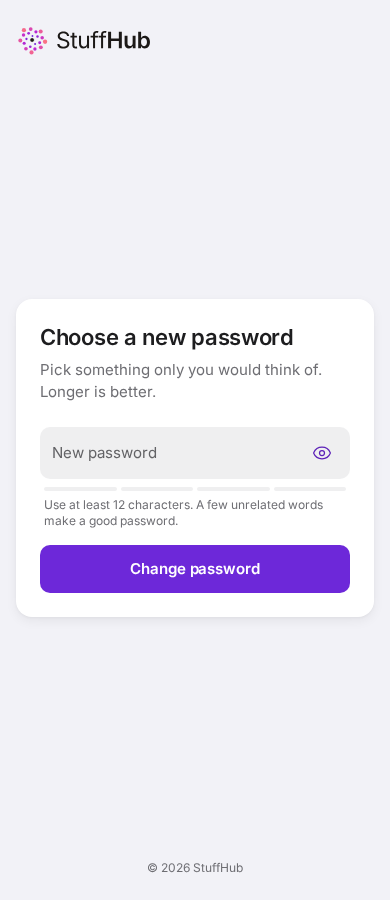 StuffHub
Choose a new password
Pick something only you would think of.
Longer is better.
New password
Use at least 12 characters. A few unrelated words
make a good password.
Change password
© 2026 StuffHub